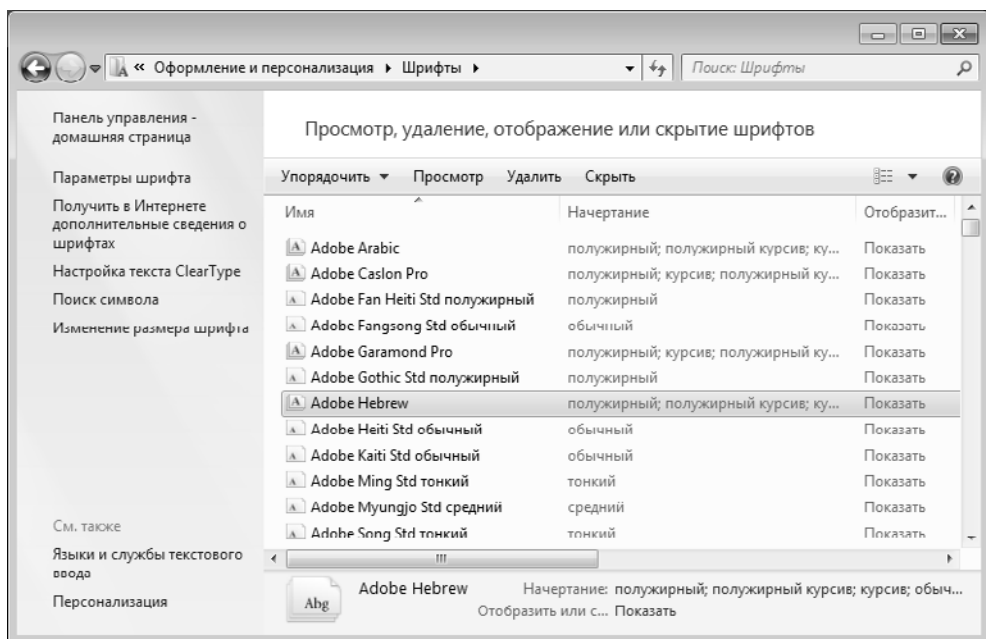 « Оформление и персонализация ▸ Шрифты ▸
Поиск: Шрифты
Панель управления -
домашняя страница
Параметры шрифта
Получить в Интернете
дополнительные сведения о
шрифтах
Настройка текста ClearType
Поиск символа
Изменение размера шрифта
См. также
Языки и службы текстового
ввода
Персонализация
Просмотр, удаление, отображение или скрытие шрифтов
Упорядочить Просмотр Удалить Скрыть
Имя Начертание Отобразит...
Adobe Arabic полужирный; полужирный курсив; ку... Показать
Adobe Caslon Pro полужирный; курсив; полужирный ку... Показать
Adobe Fan Heiti Std полужирный полужирный Показать
Adobe Fangsong Std обычный обычный Показать
Adobe Garamond Pro полужирный; курсив; полужирный ку... Показать
Adobe Gothic Std полужирный полужирный Показать
Adobe Hebrew полужирный; полужирный курсив; ку... Показать
Adobe Heiti Std обычный обычный Показать
Adobe Kaiti Std обычный обычный Показать
Adobe Ming Std тонкий тонкий Показать
Adobe Myungjo Std средний средний Показать
Adobe Song Std тонкий тонкий Показать
Abg
Adobe Hebrew Начертание: полужирный; полужирный курсив; курсив; обыч...
Отобразить или с... Показать